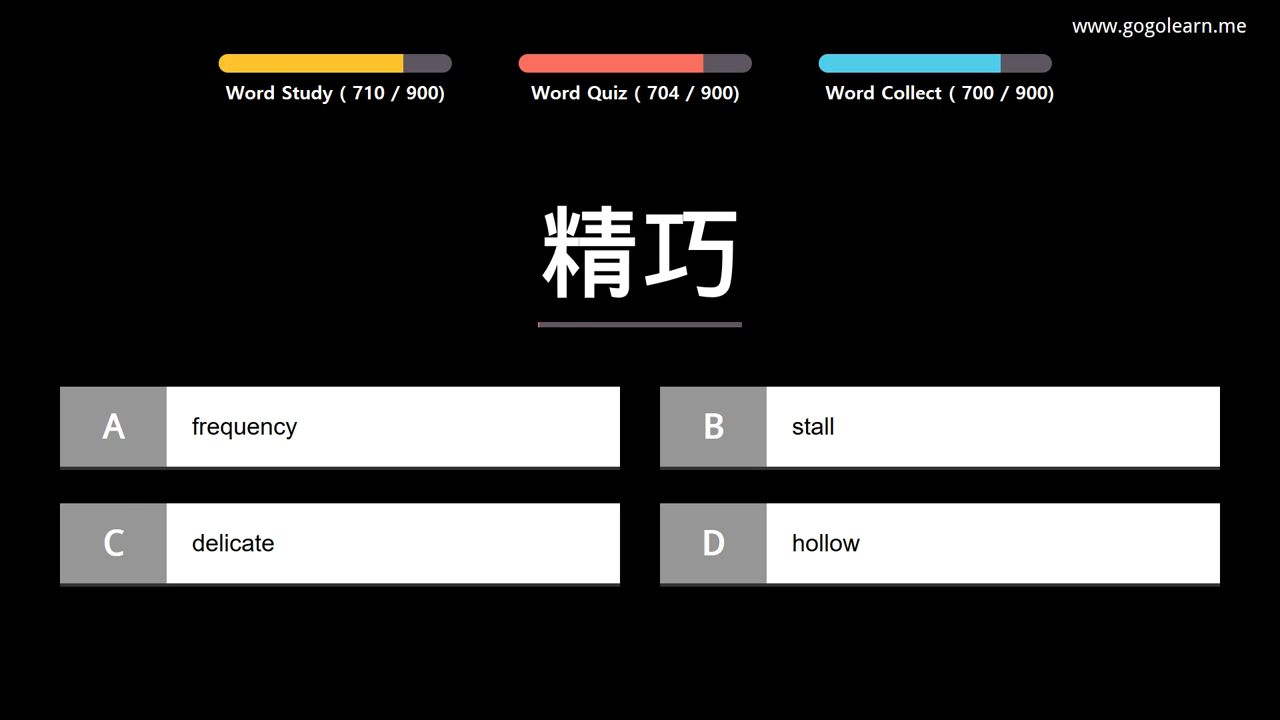 www.gogolearn.me
Word Study ( 710 / 900)
Word Quiz ( 704 / 900)
Word Collect ( 700 / 900)
精巧
A frequency
B stall
C delicate
D hollow